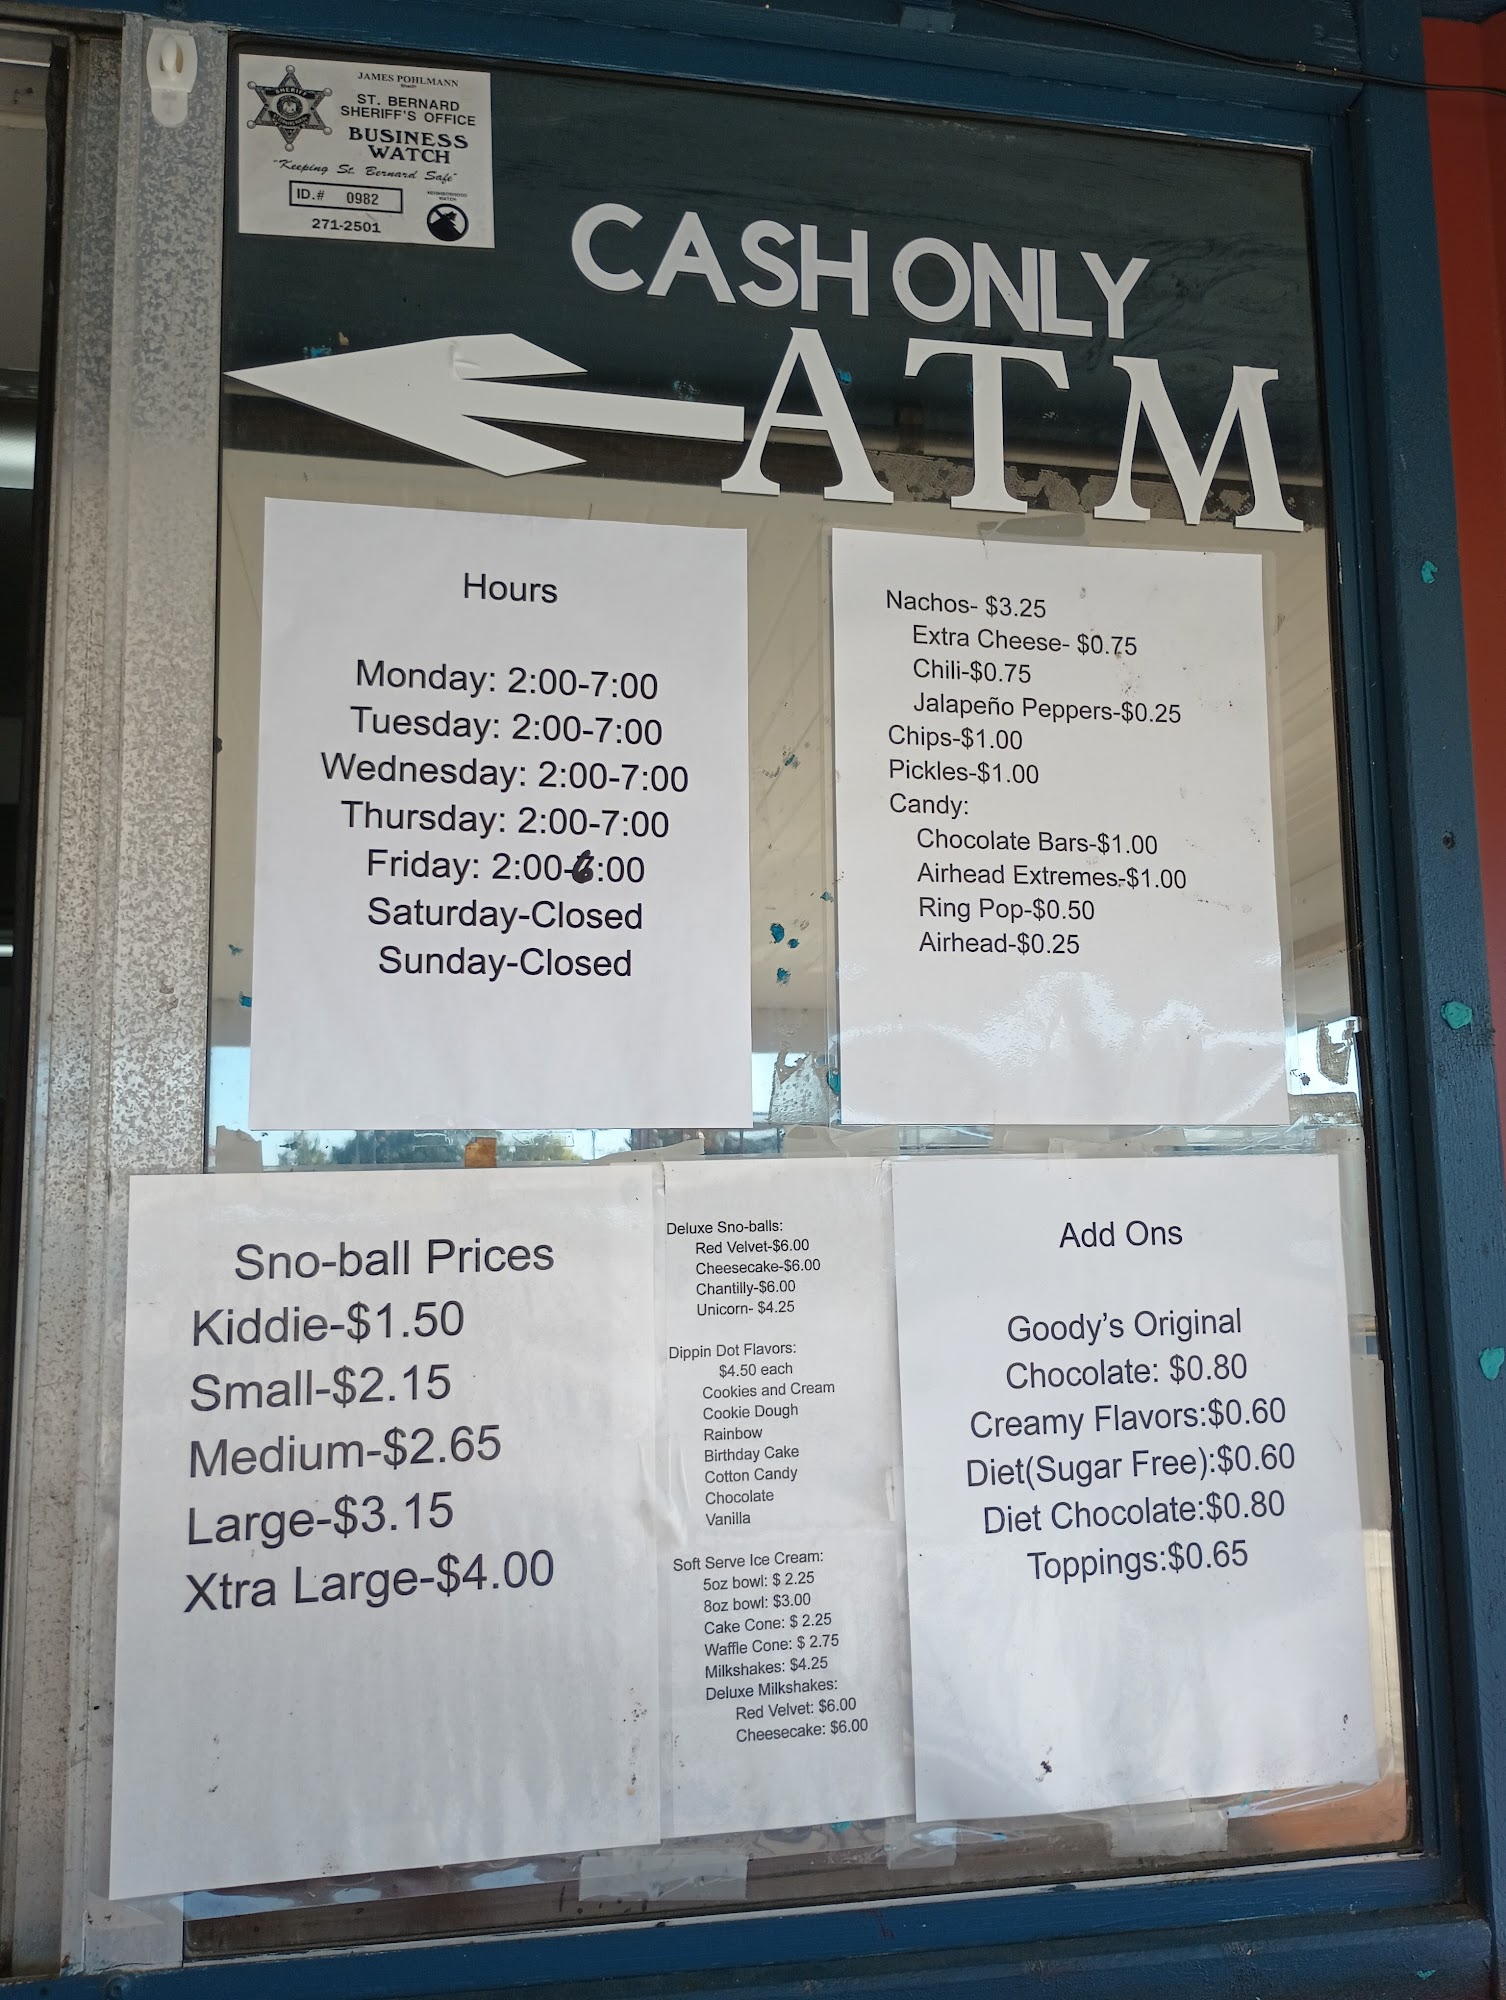 JAMES POHLMANN
Sheriff
ST. BERNARD
SHERIFF'S OFFICE
BUSINESS
WATCH
"Keeping St. Bernard Safe"
ID.# 0982
NEIGHBORHOOD
WATCH
271-2501
SHERIFF
CASH ONLY
ATM
Hours
Monday: 2:00-7:00
Tuesday: 2:00-7:00
Wednesday: 2:00-7:00
Thursday: 2:00-7:00
Friday: 2:00-6:00
Saturday-Closed
Sunday-Closed
Nachos- $3.25
Extra Cheese- $0.75
Chili-$0.75
Jalapeño Peppers-$0.25
Chips-$1.00
Pickles-$1.00
Candy:
Chocolate Bars-$1.00
Airhead Extremes-$1.00
Ring Pop-$0.50
Airhead-$0.25
Sno-ball Prices
Kiddie-$1.50
Small-$2.15
Medium-$2.65
Large-$3.15
Xtra Large-$4.00
Deluxe Sno-balls:
Red Velvet-$6.00
Cheesecake-$6.00
Chantilly-$6.00
Unicorn- $4.25
Dippin Dot Flavors:
$4.50 each
Cookies and Cream
Cookie Dough
Rainbow
Birthday Cake
Cotton Candy
Chocolate
Vanilla
Soft Serve Ice Cream:
5oz bowl: $ 2.25
8oz bowl: $3.00
Cake Cone: $ 2.25
Waffle Cone: $ 2.75
Milkshakes: $4.25
Deluxe Milkshakes:
Red Velvet: $6.00
Cheesecake: $6.00
Add Ons
Goody's Original
Chocolate: $0.80
Creamy Flavors:$0.60
Diet(Sugar Free):$0.60
Diet Chocolate:$0.80
Toppings:$0.65